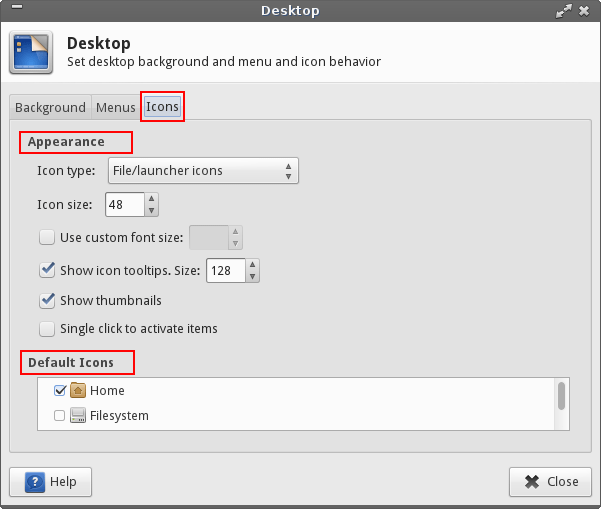 Desktop
Desktop
Set desktop background and menu and icon behavior
Background Menus Icons
Appearance
Icon type: File/launcher icons
Icon size: 48
Use custom font size:
Show icon tooltips. Size: 128
Show thumbnails
Single click to activate items
Default Icons
Home
Filesystem
? Help Close